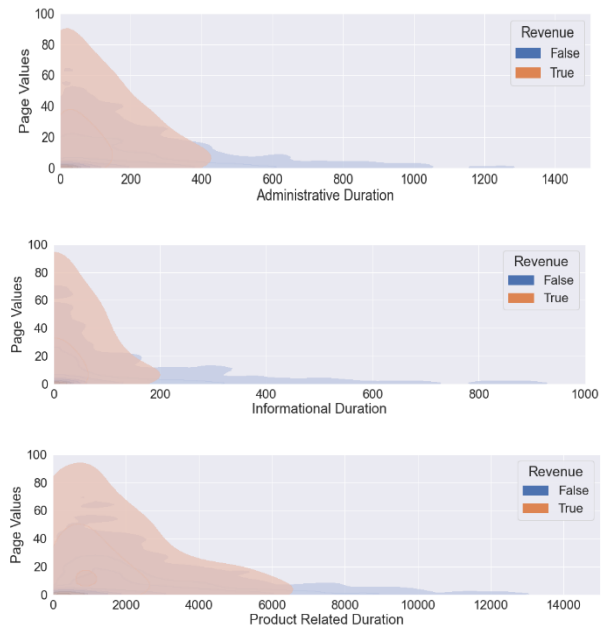 100
80
60
40
20
0
Page Values
Revenue
False
True
0 200 400 600 800 1000 1200 1400
Administrative Duration
100
80
60
40
20
0
Page Values
Revenue
False
True
0 200 400 600 800 1000
Informational Duration
100
80
60
40
20
0
Page Values
Revenue
False
True
0 2000 4000 6000 8000 10000 12000 14000
Product Related Duration